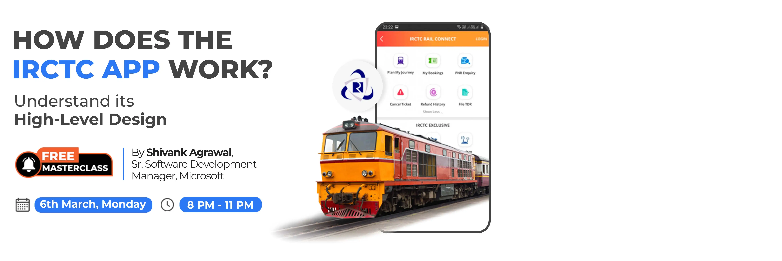 HOW DOES THE
IRCTC APP WORK?
Understand its
High-Level Design
FREE
MASTERCLASS
By Shivank Agrawal,
Sr. Software Development
Manager, Microsoft
6th March, Monday
8 PM - 11 PM
22:22
IRCTC RAIL CONNECT
Plan My Journey
My Bookings
PNR Enquiry
Cancel Ticket
Refund History
File TDR
IRCTC EXCLUSIVE